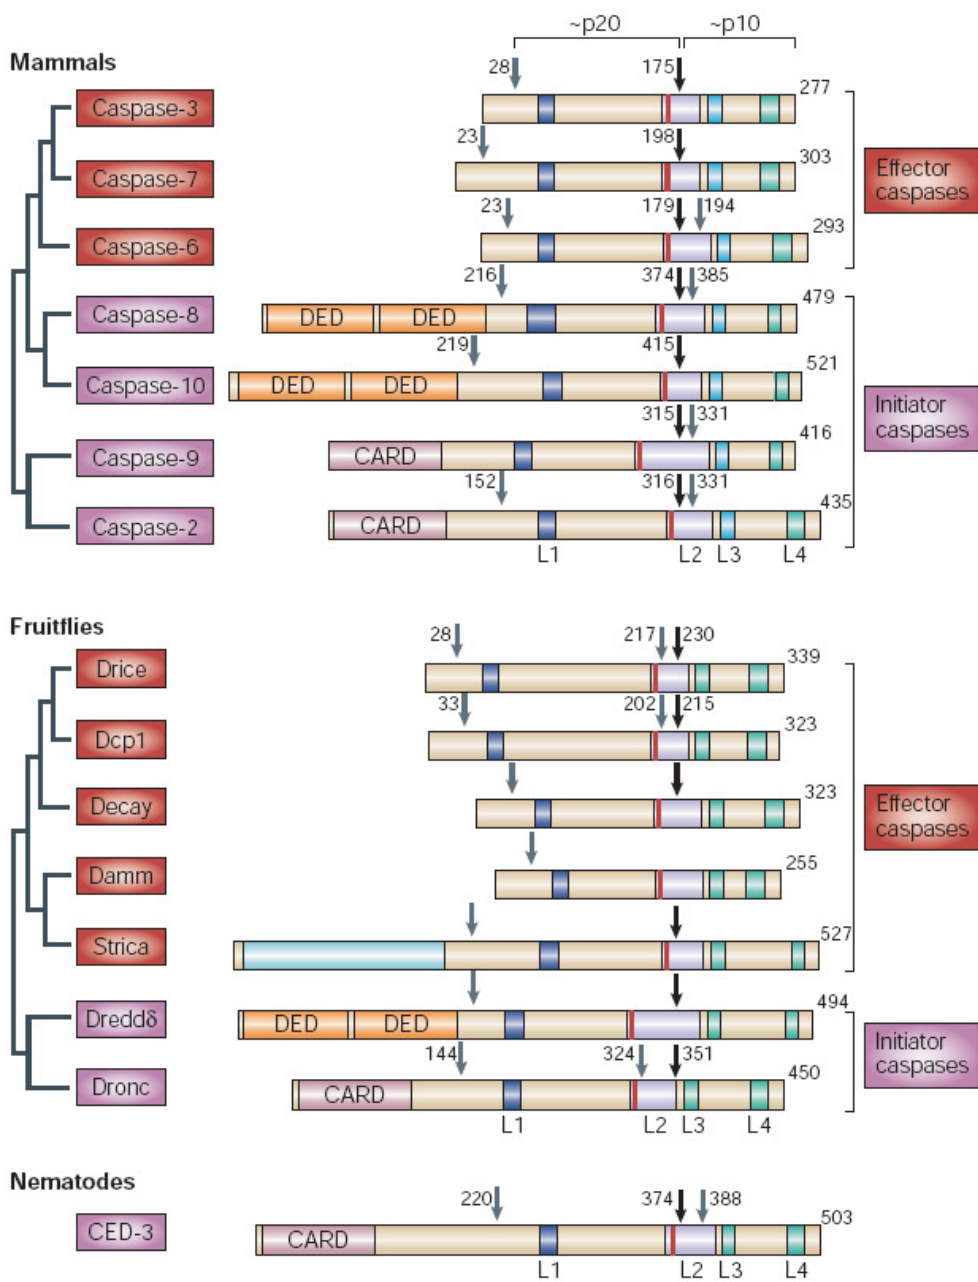 ~p20 ~p10
Mammals
28 175
Caspase-3 277
23 198
Caspase-7 303
Effector
caspases
23 179 194
Caspase-6 293
216 374 385
Caspase-8 DED DED 479
219 415
Caspase-10 DED DED 521
Initiator
caspases
315 331
Caspase-9 CARD 416
152 316 331
Caspase-2 CARD 435
L1 L2 L3 L4
Fruitflies
28 217 230
Drice 339
33 202 215
Dcp1 323
Decay 323
Effector
caspases
Damm 255
Strica 527
Dreddδ DED DED 494
Initiator
caspases
144 324 351
Dronc CARD 450
L1 L2 L3 L4
Nematodes
220 374 388
CED-3 CARD 503
L1 L2 L3 L4